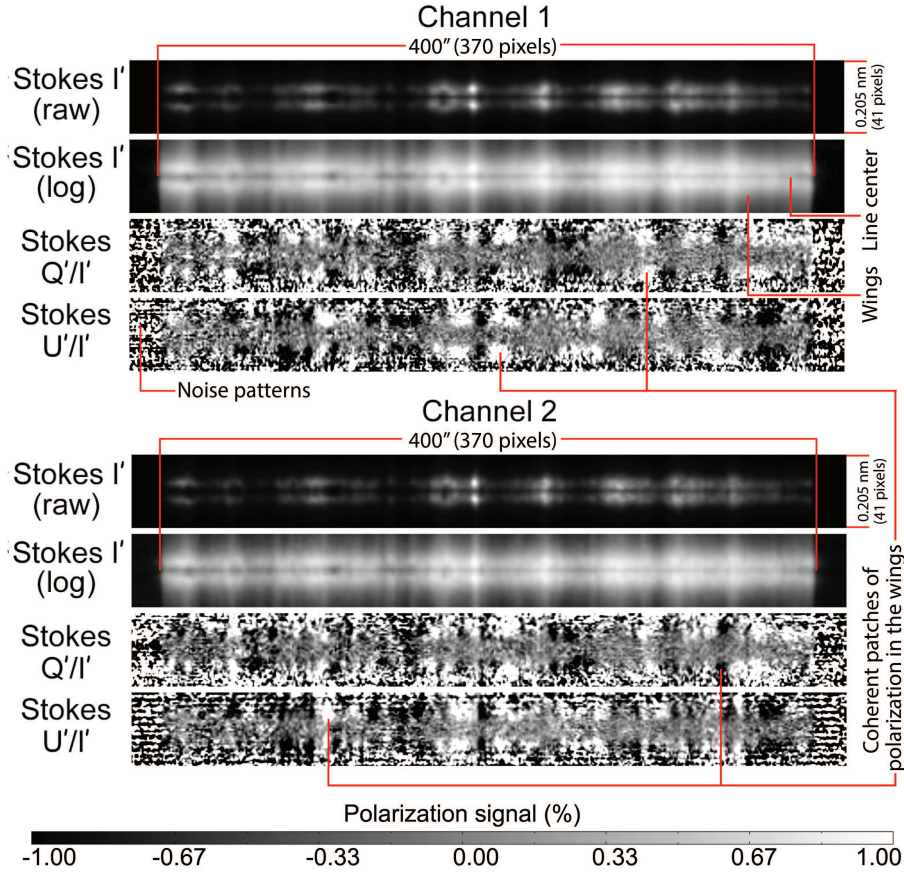 Channel 1
400″ (370 pixels)
Stokes I′
(raw)
0.205 nm
(41 pixels)
Stokes I′
(log)
Line center
Wings
Stokes
Q′/I′
Stokes
U′/I′
Noise patterns
Channel 2
400″ (370 pixels)
Stokes I′
(raw)
0.205 nm
(41 pixels)
Stokes I′
(log)
Stokes
Q′/I′
Stokes
U′/I′
Coherent patches of
polarization in the wings
Polarization signal (%)
-1.00 -0.67 -0.33 0.00 0.33 0.67 1.00